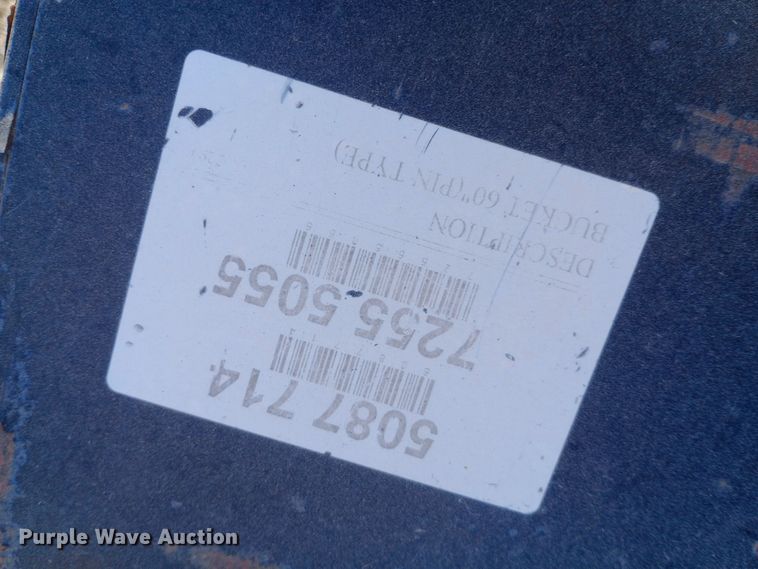 5087 714.
7255 5055
DESCRIPTION
BUCKET 60"(PIN TYPE)
Purple Wave Auction